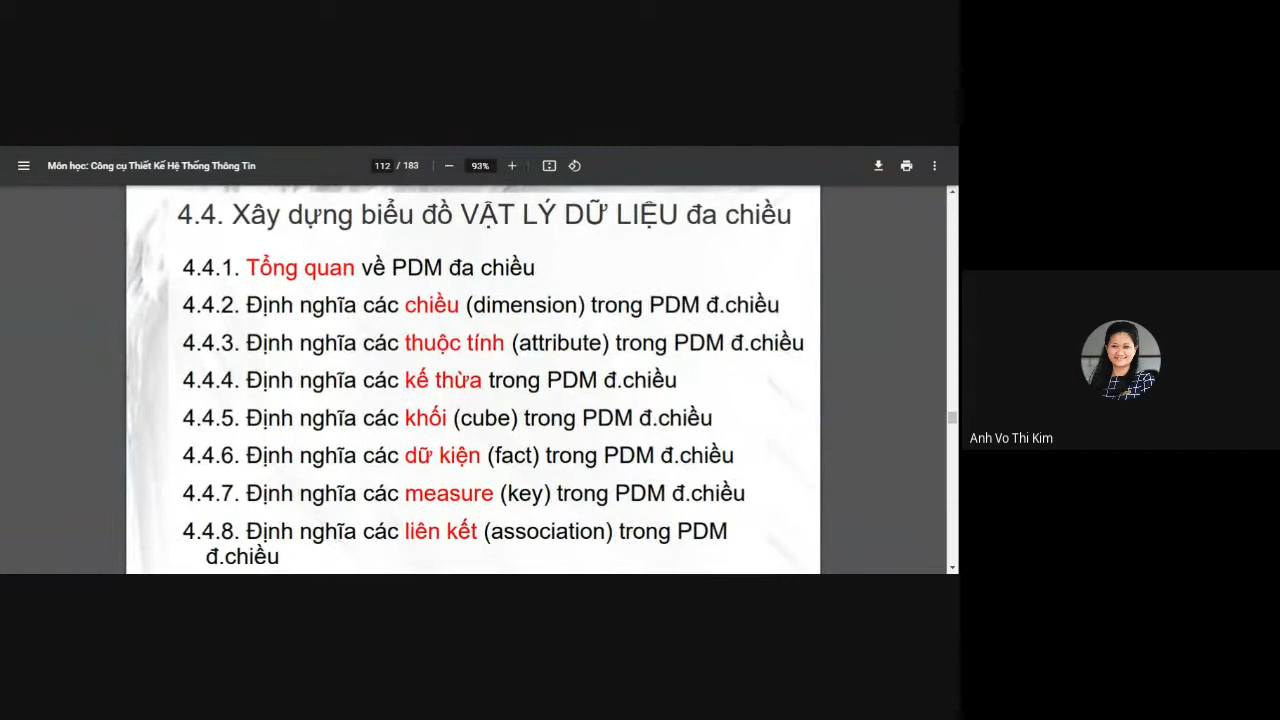 Môn học: Công cụ Thiết Kế Hệ Thống Thông Tin
112 / 183
93%
4.4. Xây dựng biểu đồ VẬT LÝ DỮ LIỆU đa chiều
4.4.1. Tổng quan về PDM đa chiều
4.4.2. Định nghĩa các chiều (dimension) trong PDM đ.chiều
4.4.3. Định nghĩa các thuộc tính (attribute) trong PDM đ.chiều
4.4.4. Định nghĩa các kế thừa trong PDM đ.chiều
4.4.5. Định nghĩa các khối (cube) trong PDM đ.chiều
4.4.6. Định nghĩa các dữ kiện (fact) trong PDM đ.chiều
4.4.7. Định nghĩa các measure (key) trong PDM đ.chiều
4.4.8. Định nghĩa các liên kết (association) trong PDM
đ.chiều
Anh Vo Thi Kim